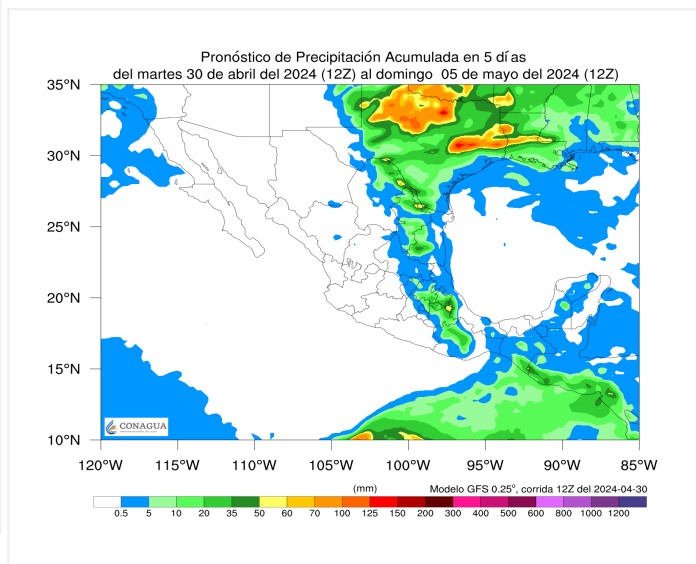 Pronóstico de Precipitación Acumulada en 5 días
del martes 30 de abril del 2024 (12Z) al domingo 05 de mayo del 2024 (12Z)
35°N
30°N
25°N
20°N
15°N
10°N
CONAGUA
120°W 115°W 110°W 105°W 100°W 95°W 90°W 85°W
(mm) Modelo GFS 0.25°, corrida 12Z del 2024-04-30
0.5 5 10 20 35 50 60 70 100 125 150 200 300 400 500 600 800 1000 1200